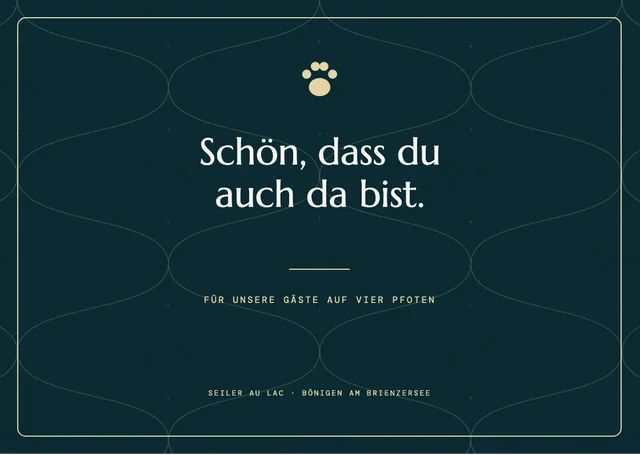 Schön, dass du
auch da bist.
FÜR UNSERE GÄSTE AUF VIER PFOTEN
SEILER AU LAC · BÖNIGEN AM BRIENZERSEE